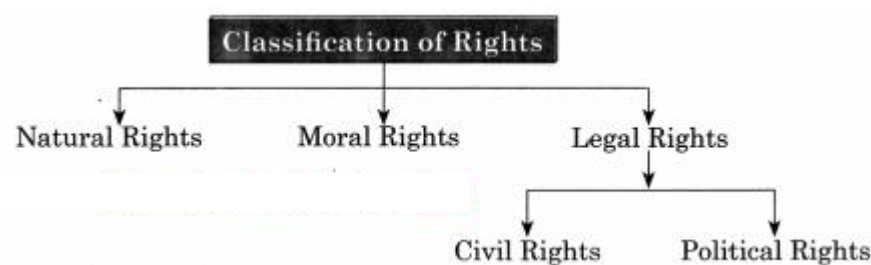 Classification of Rights
Natural Rights Moral Rights Legal Rights
Civil Rights Political Rights